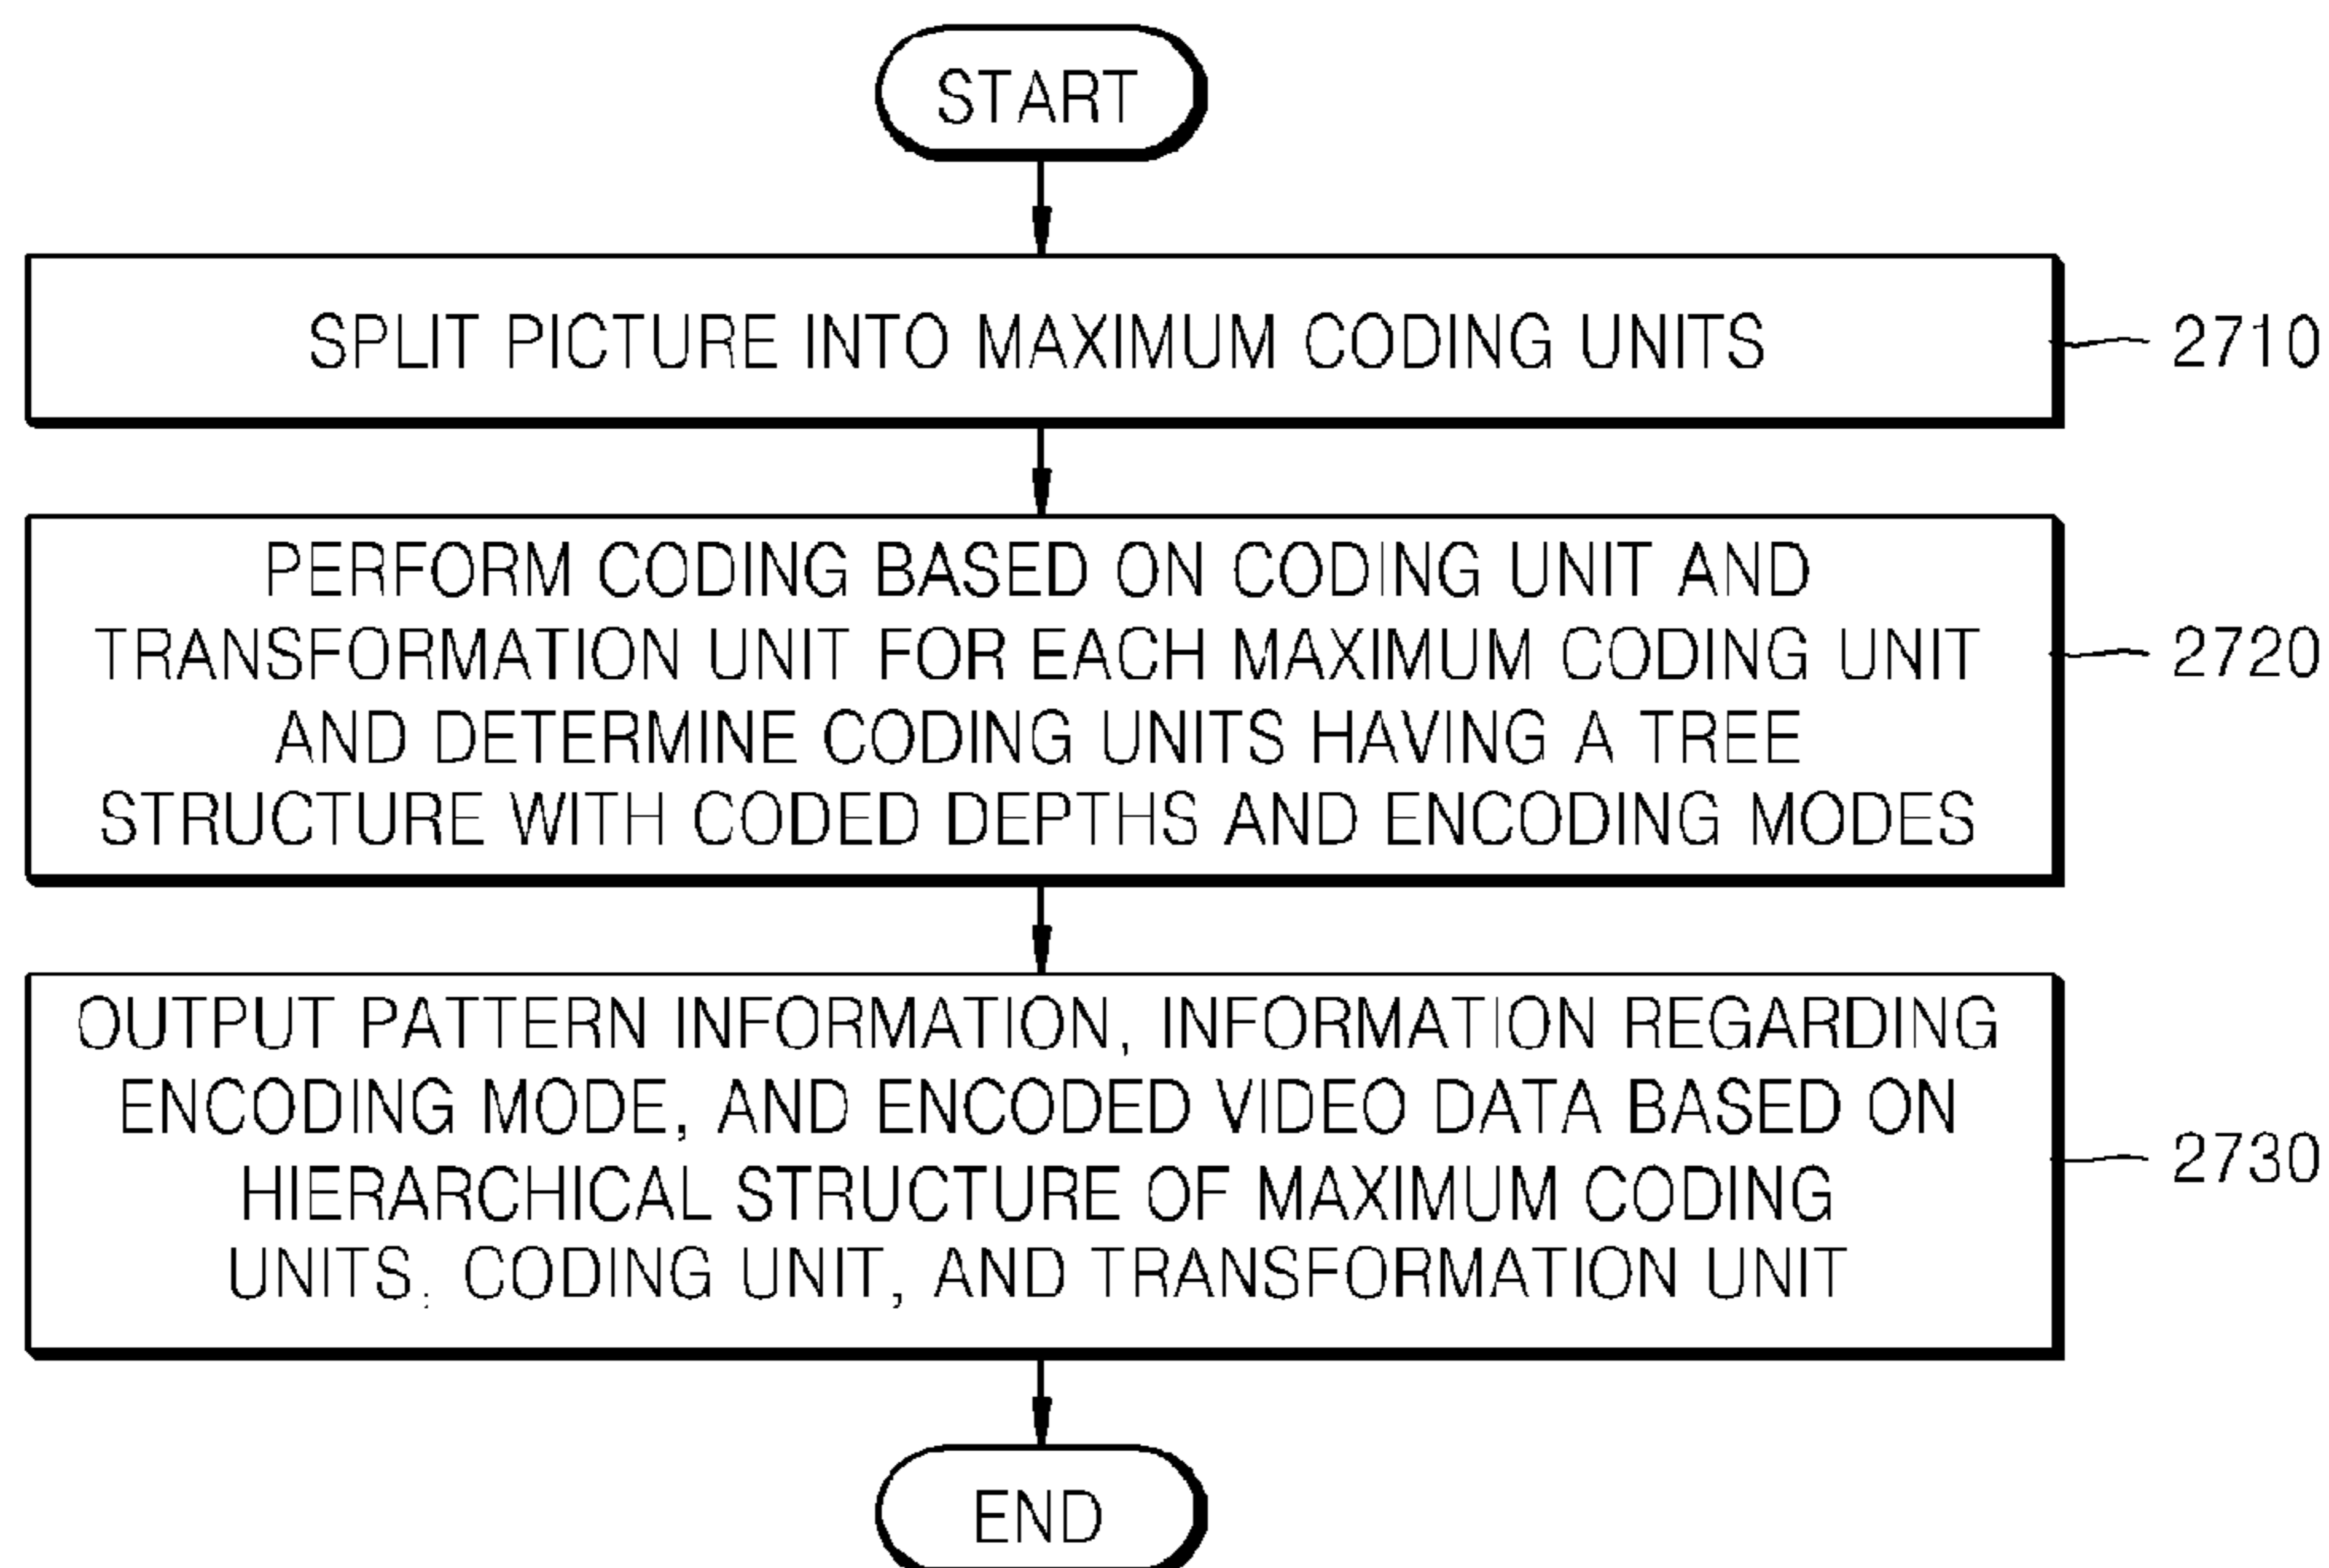 START
SPLIT PICTURE INTO MAXIMUM CODING UNITS
2710
PERFORM CODING BASED ON CODING UNIT AND
TRANSFORMATION UNIT FOR EACH MAXIMUM CODING UNIT
AND DETERMINE CODING UNITS HAVING A TREE
STRUCTURE WITH CODED DEPTHS AND ENCODING MODES
2720
OUTPUT PATTERN INFORMATION, INFORMATION REGARDING
ENCODING MODE, AND ENCODED VIDEO DATA BASED ON
HIERARCHICAL STRUCTURE OF MAXIMUM CODING
UNITS, CODING UNIT, AND TRANSFORMATION UNIT
2730
END